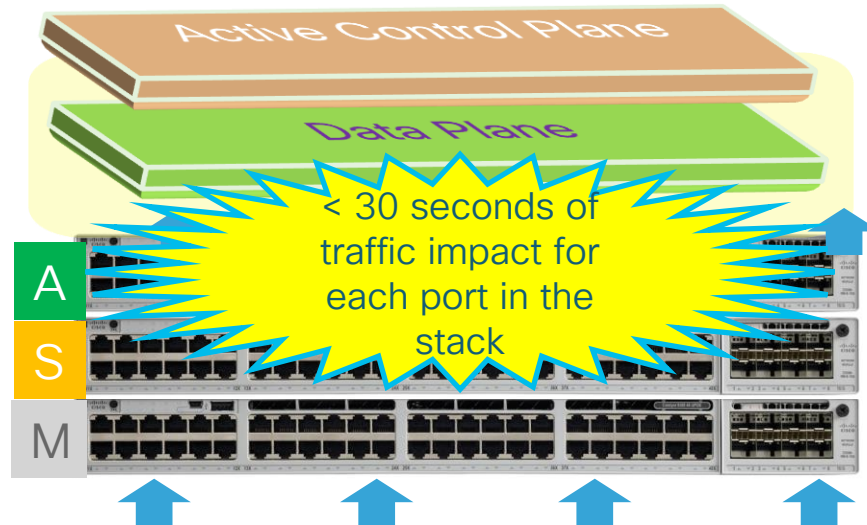 Active Control Plane
Data Plane
< 30 seconds of
traffic impact for
each port in the
stack
A
S
M